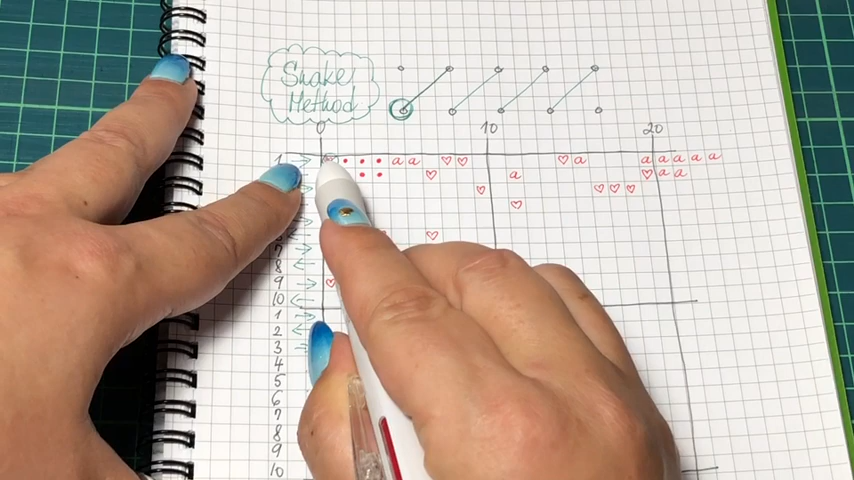 Snake
Method
0 10 20
1 → ♡ • • • a a ♡ ♡ ♡ a a a a a a
• • ♡ a ♡ a a
→ ♡ ♡ ♡ ♡
♡
→
← ♡
7 →
8 ←
9 → ♡
10 ←
1 →
2 ←
3 →
4
5
6
7
8
9
10